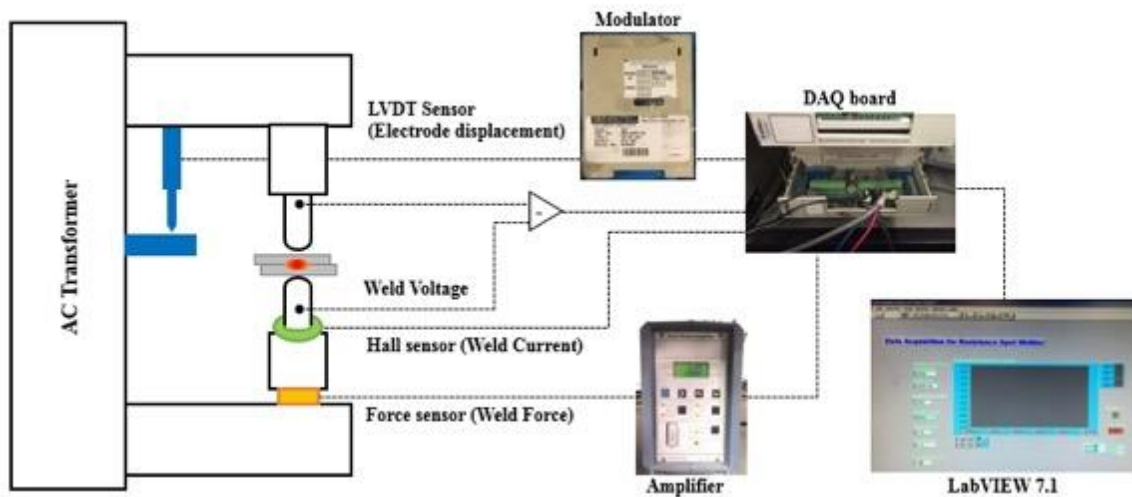 Modulator
DAQ board
LVDT Sensor
(Electrode displacement)
AC Transformer
-
Weld Voltage
Hall sensor (Weld Current)
Force sensor (Weld Force)
Data Acquisition for Resistance Spot Welder
Amplifier
LabVIEW 7.1